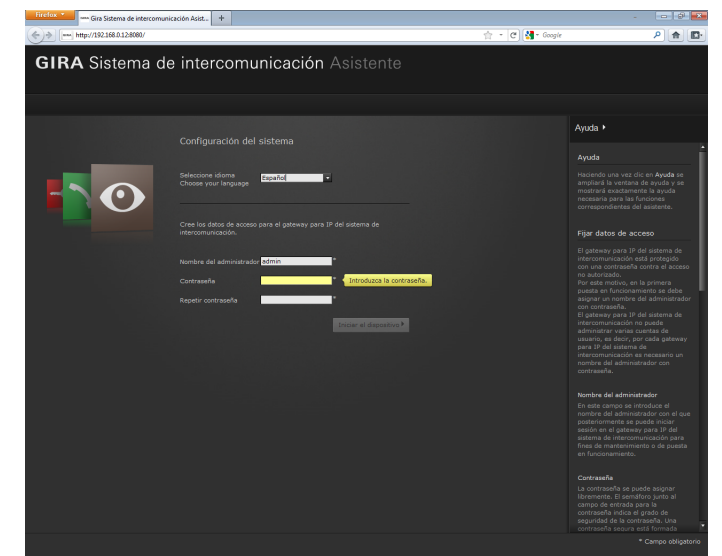 Firefox
Gira Sistema de intercomunicación Asist...
http://192.168.0.12:8080/
Google
GIRA Sistema de intercomunicación Asistente
Configuración del sistema
Seleccione idioma
Choose your language
Español
Cree los datos de acceso para el gateway para IP del sistema de
intercomunicación.
Nombre del administrador
admin
*
Contraseña
*
Introduzca la contraseña.
Repetir contraseña
*
Iniciar el dispositivo
Ayuda
Ayuda
Haciendo una vez clic en Ayuda se
ampliará la ventana de ayuda y se
mostrará exactamente la ayuda
necesaria para las funciones
correspondientes del asistente.
Fijar datos de acceso
El gateway para IP del sistema de
intercomunicación está protegido
con una contraseña contra el acceso
no autorizado.
Por este motivo, en la primera
puesta en funcionamiento se debe
asignar un nombre del administrador
con contraseña.
El gateway para IP del sistema de
intercomunicación no puede
administrar varias cuentas de
usuario, es decir, por cada gateway
para IP del sistema de
intercomunicación es necesario un
nombre del administrador con
contraseña.
Nombre del administrador
En este campo se introduce el
nombre del administrador con el que
posteriormente se puede iniciar
sesión en el gateway para IP del
sistema de intercomunicación para
fines de mantenimiento o de puesta
en funcionamiento.
Contraseña
La contraseña se puede asignar
libremente. El semáforo junto al
campo de entrada para la
contraseña indica el grado de
seguridad de la contraseña. Una
contraseña segura está formada
* Campo obligatorio